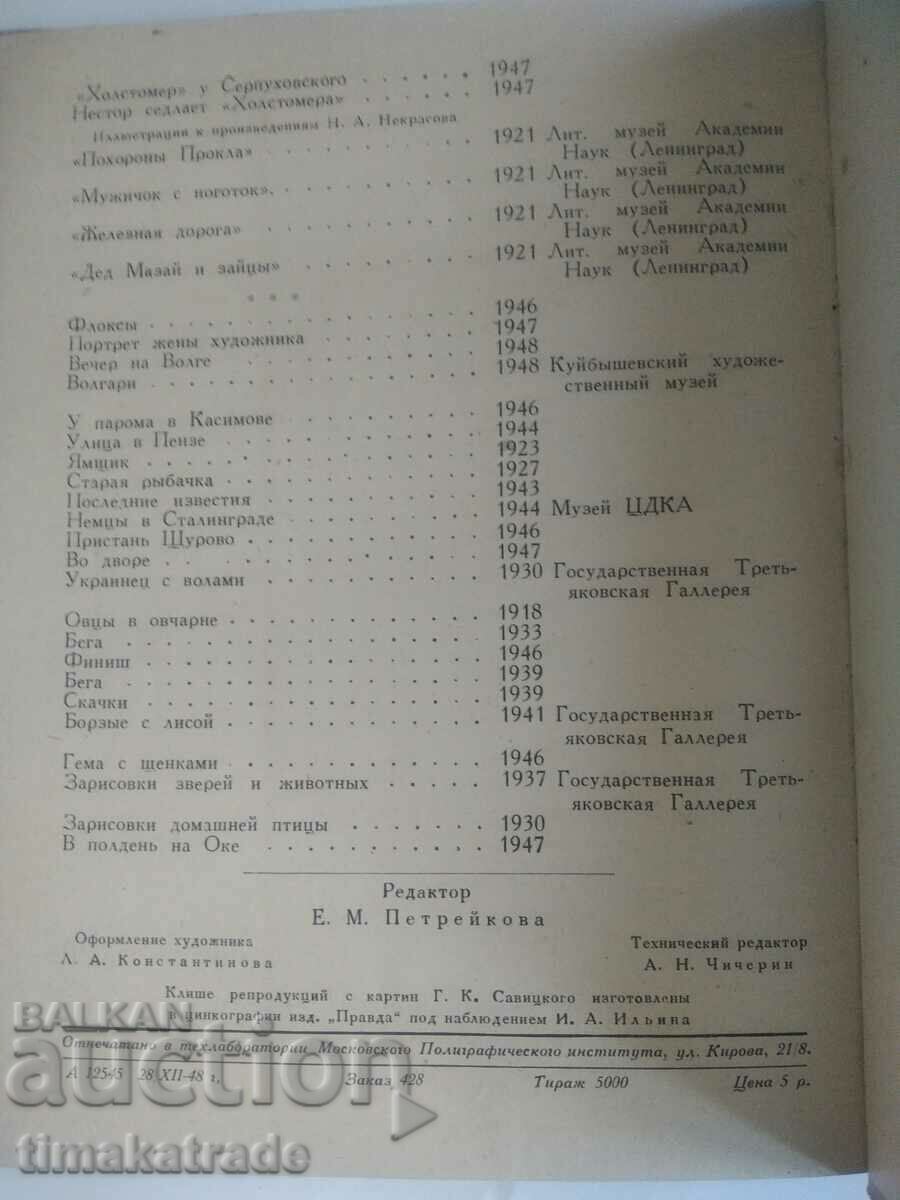 «Холстомер» у Серпуховского . . . . . . 1947
Нестор седлает «Холстомера» . . . . . . 1947
Иллюстрации к произведениям Н. А. Некрасова
«Похороны Прокла» . . . . . . . . . . 1921 Лит. музей Академии
Наук (Ленинград)
«Мужичок с ноготок». . . . . . . . . . 1921 Лит. музей Академии
Наук (Ленинград)
«Железная дорога» . . . . . . . . . . 1921 Лит. музей Академии
Наук (Ленинград)
«Дед Мазай и зайцы» . . . . . . . . . 1921 Лит. музей Академии
Наук (Ленинград)
* * *
Флоксы . . . . . . . . . . . . . . . 1946
Портрет жены художника . . . . . . . . 1947
Вечер на Волге . . . . . . . . . . . . 1948
Волгари . . . . . . . . . . . . . . . 1948 Куйбышевский художе-
ственный музей
У парома в Касимове . . . . . . . . . 1946
Улица в Пензе . . . . . . . . . . . . 1944
Ямщик . . . . . . . . . . . . . . . . 1923
Старая рыбачка . . . . . . . . . . . . 1927
Последние известия . . . . . . . . . . 1943
Немцы в Сталинграде . . . . . . . . . 1944 Музей ЦДКА
Пристань Щурово . . . . . . . . . . . 1946
Во дворе . . . . . . . . . . . . . . . 1947
Украинец с волами . . . . . . . . . . 1930 Государственная Треть-
яковская Галлерея
Овцы в овчарне . . . . . . . . . . . . 1918
Бега . . . . . . . . . . . . . . . . . 1933
Финиш . . . . . . . . . . . . . . . . 1946
Бега . . . . . . . . . . . . . . . . . 1939
Скачки . . . . . . . . . . . . . . . . 1939
Борзые с лисой . . . . . . . . . . . . 1941 Государственная Треть-
яковская Галлерея
Гема с щенками . . . . . . . . . . . . 1946
Зарисовки зверей и животных . . . . . 1937 Государственная Треть-
яковская Галлерея
Зарисовки домашней птицы . . . . . . . 1930
В полдень на Оке . . . . . . . . . . . 1947
Редактор
Е. М. Петрейкова
Оформление художника
Л. А. Константинова
Технический редактор
А. Н. Чичерин
Клише репродукций с картин Г. К. Савицкого изготовлены
в цинкографии изд. „Правда“ под наблюдением И. А. Ильина
Отпечатано в техлаборатории Московского Полиграфического института, ул. Кирова, 21/8.
А 12545 28/XII-48 г. Заказ 428 Тираж 5000 Цена 5 р.
BALKAN
auction
timakatrade